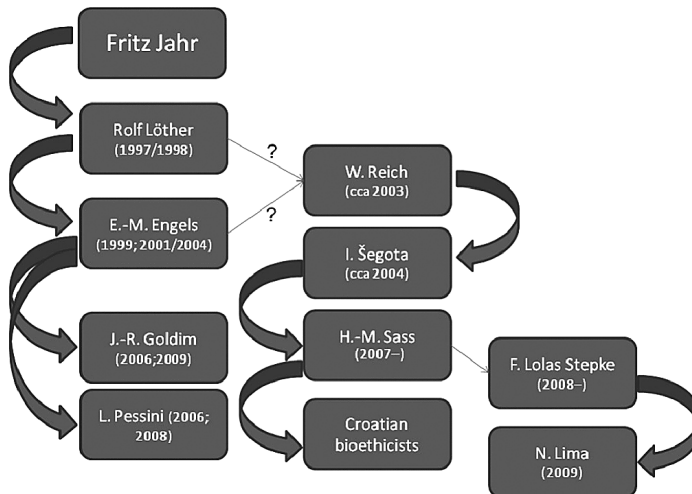 Fritz Jahr
Rolf Löther
(1997/1998)
?
?
W. Reich
(cca 2003)
E.-M. Engels
(1999; 2001/2004)
I. Šegota
(cca 2004)
J.-R. Goldim
(2006;2009)
H.-M. Sass
(2007–)
F. Lolas Stepke
(2008–)
L. Pessini (2006;
2008)
Croatian
bioethicists
N. Lima
(2009)